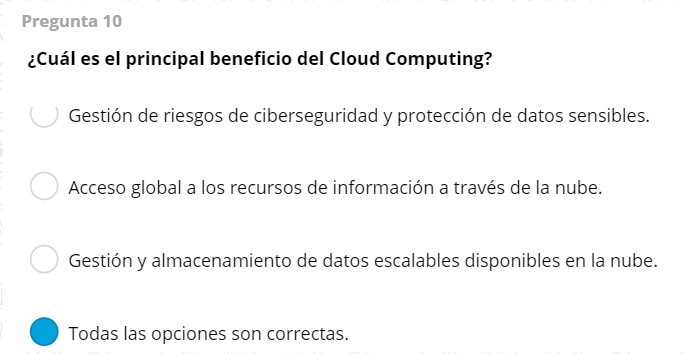 Pregunta 10
¿Cuál es el principal beneficio del Cloud Computing?
Gestión de riesgos de ciberseguridad y protección de datos sensibles.
Acceso global a los recursos de información a través de la nube.
Gestión y almacenamiento de datos escalables disponibles en la nube.
Todas las opciones son correctas.